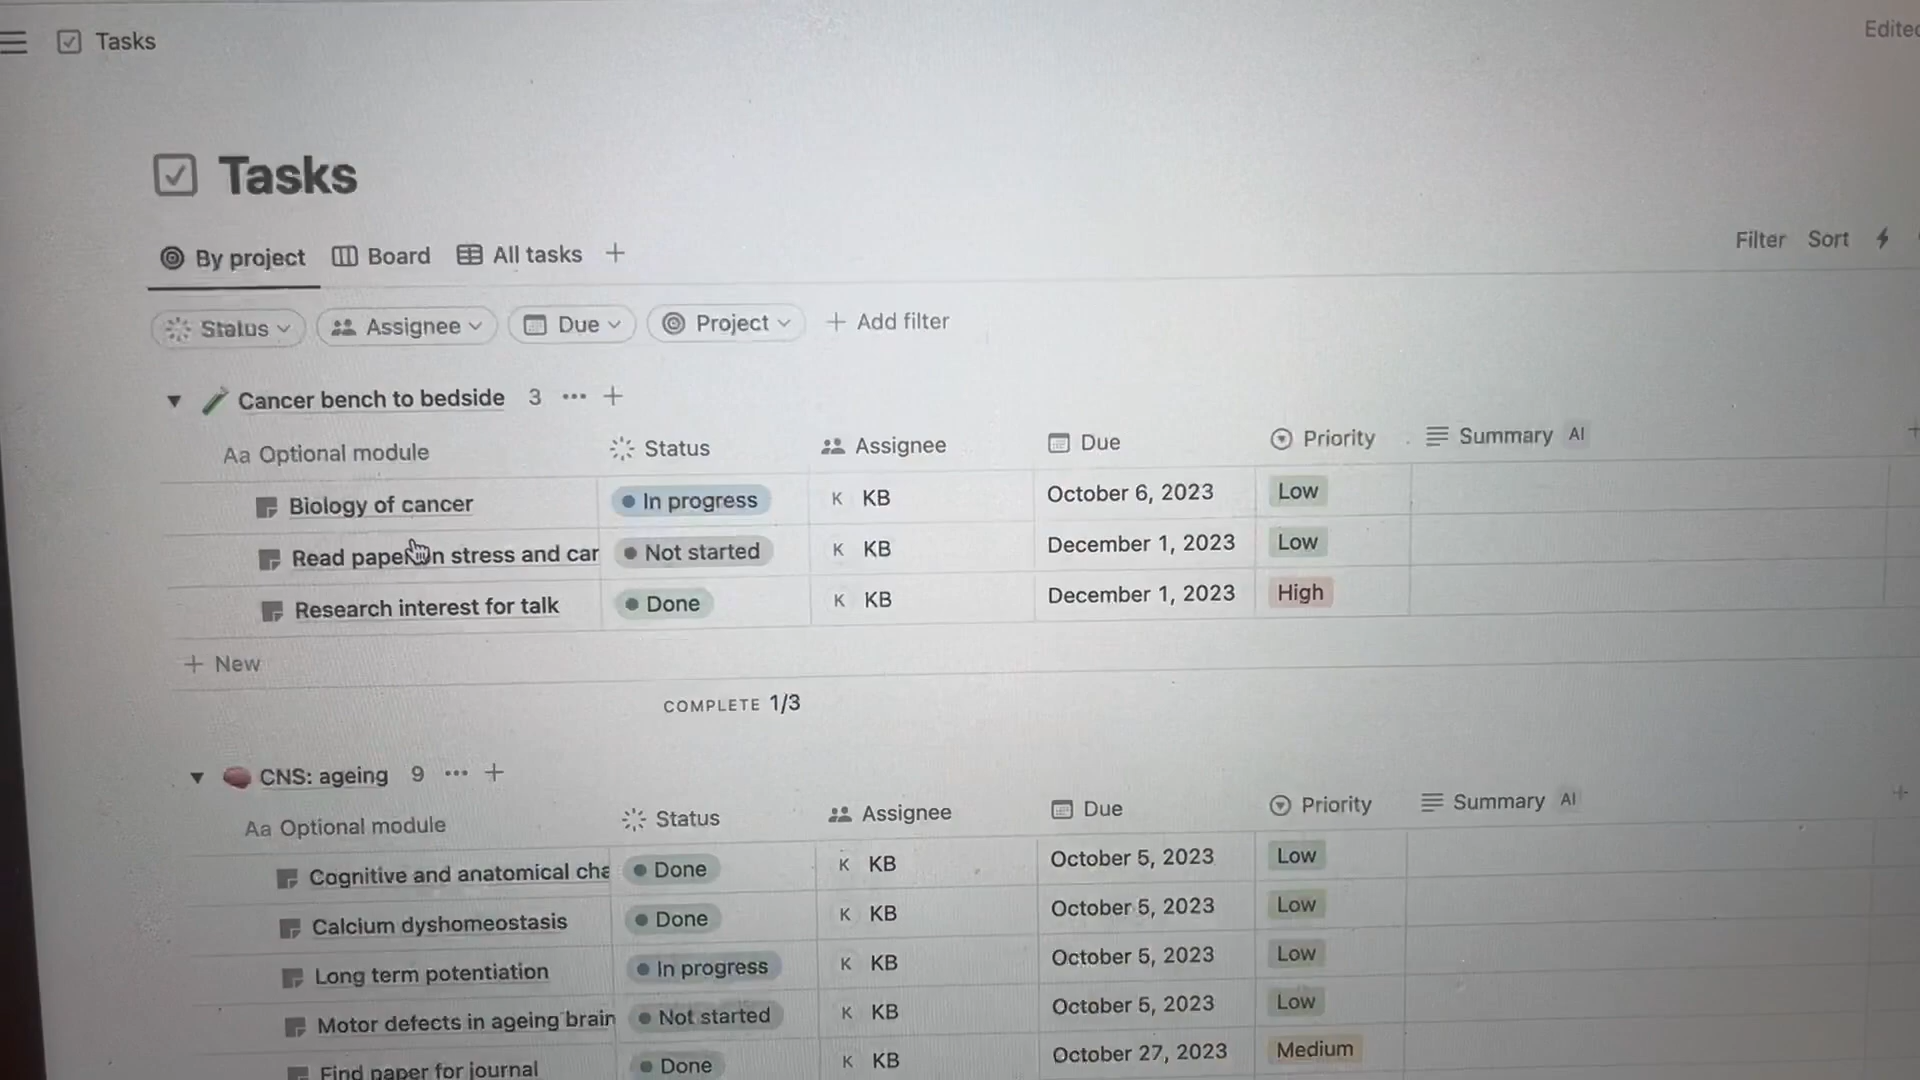 Tasks
Edited
Tasks
By project Board All tasks +
Filter Sort
Status Assignee Due Project + Add filter
Cancer bench to bedside 3 ... +
Aa Optional module Status Assignee Due Priority Summary AI +
Biology of cancer In progress K KB October 6, 2023 Low
Read paper on stress and can Not started K KB December 1, 2023 Low
Research interest for talk Done K KB December 1, 2023 High
+ New
COMPLETE 1/3
CNS: ageing 9 ... +
Aa Optional module Status Assignee Due Priority Summary AI +
Cognitive and anatomical cha Done K KB October 5, 2023 Low
Calcium dyshomeostasis Done K KB October 5, 2023 Low
Long term potentiation In progress K KB October 5, 2023 Low
Motor defects in ageing brain Not started K KB October 5, 2023 Low
Find paper for journal Done K KB October 27, 2023 Medium